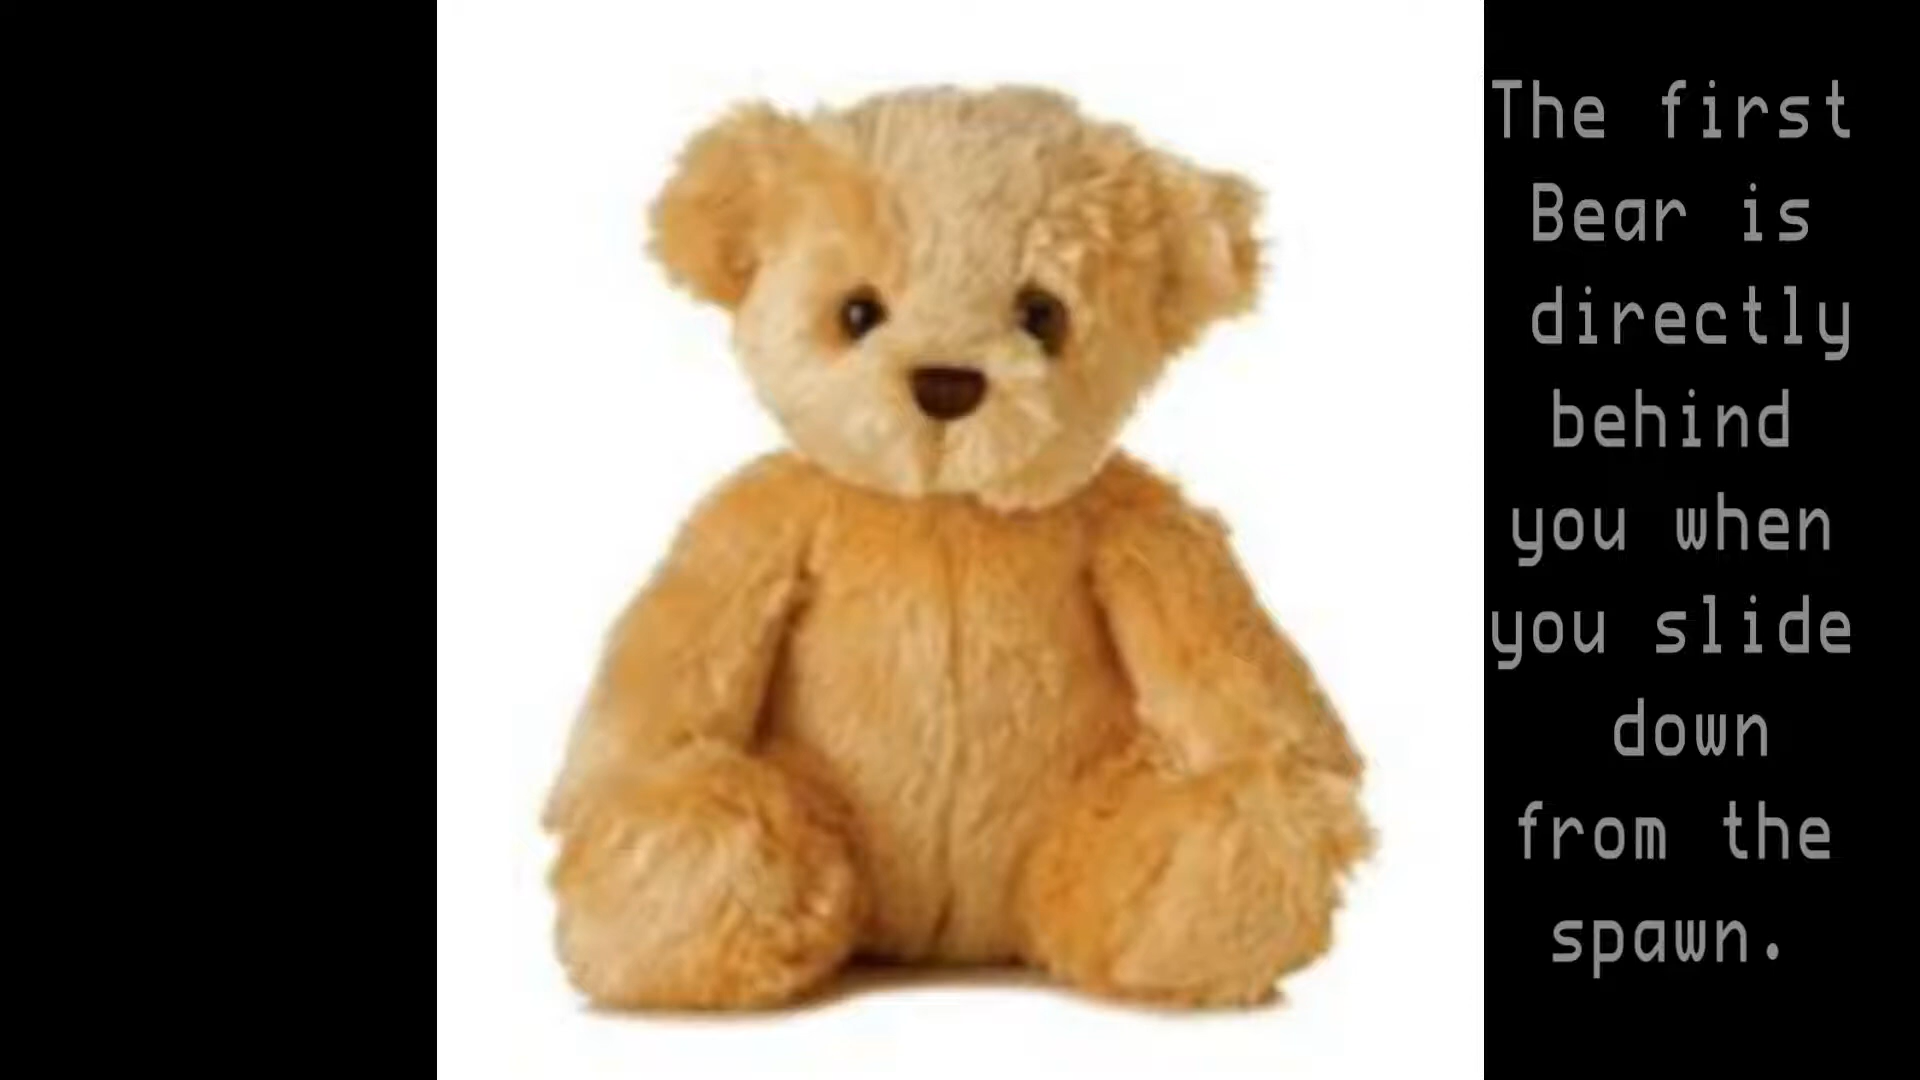 The first
Bear is
directly
behind
you when
you slide
down
from the
spawn.